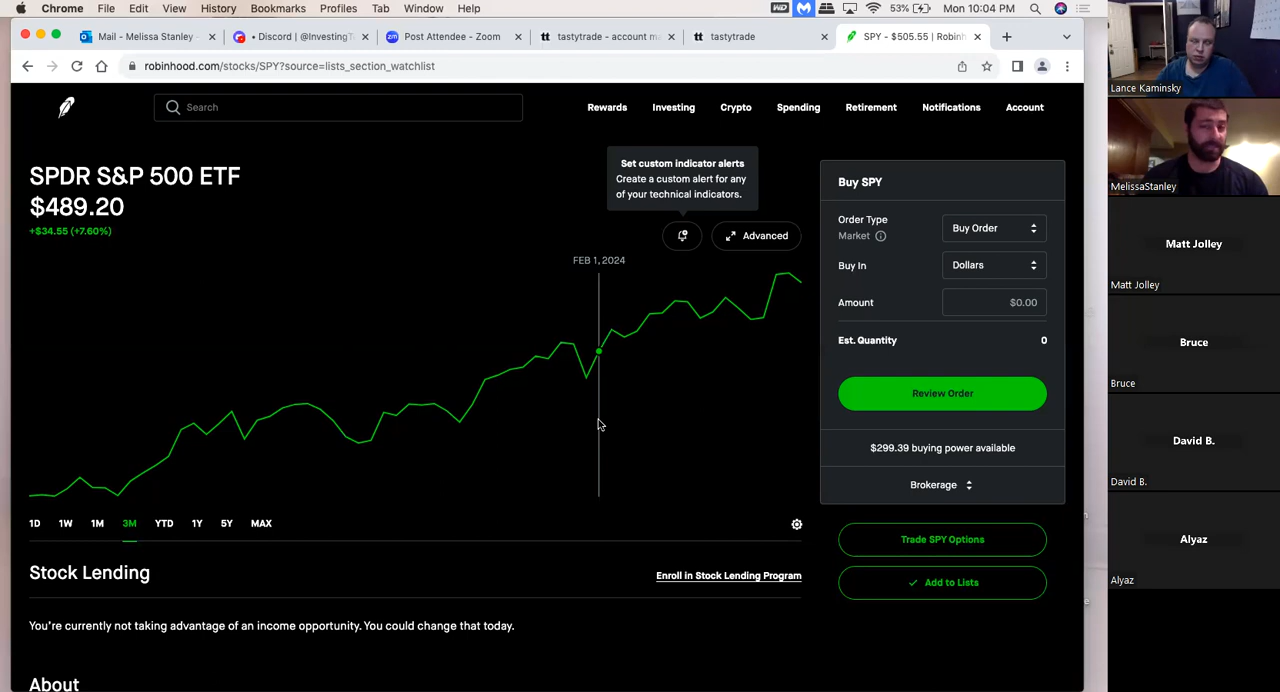 Chrome File Edit View History Bookmarks Profiles Tab Window Help
WD 53% Mon 10:04 PM
Mail - Melissa Stanley
Discord | @InvestingT
zm Post Attendee - Zoom
tt tastytrade - account m
tt tastytrade
SPY - $505.55 | Robinh
robinhood.com/stocks/SPY?source=lists_section_watchlist
Search
Rewards Investing Crypto Spending Retirement Notifications Account
SPDR S&P 500 ETF
$489.20
+$34.55 (+7.60%)
Set custom indicator alerts
Create a custom alert for any
of your technical indicators.
Advanced
FEB 1, 2024
1D 1W 1M 3M YTD 1Y 5Y MAX
Stock Lending
Enroll in Stock Lending Program
You're currently not taking advantage of an income opportunity. You could change that today.
About
Buy SPY
Order Type
Market
Buy Order
Buy In
Dollars
Amount
$0.00
Est. Quantity
0
Review Order
$299.39 buying power available
Brokerage
Trade SPY Options
Add to Lists
Lance Kaminsky
MelissaStanley
Matt Jolley
Matt Jolley
Bruce
Bruce
David B.
David B.
Alyaz
Alyaz